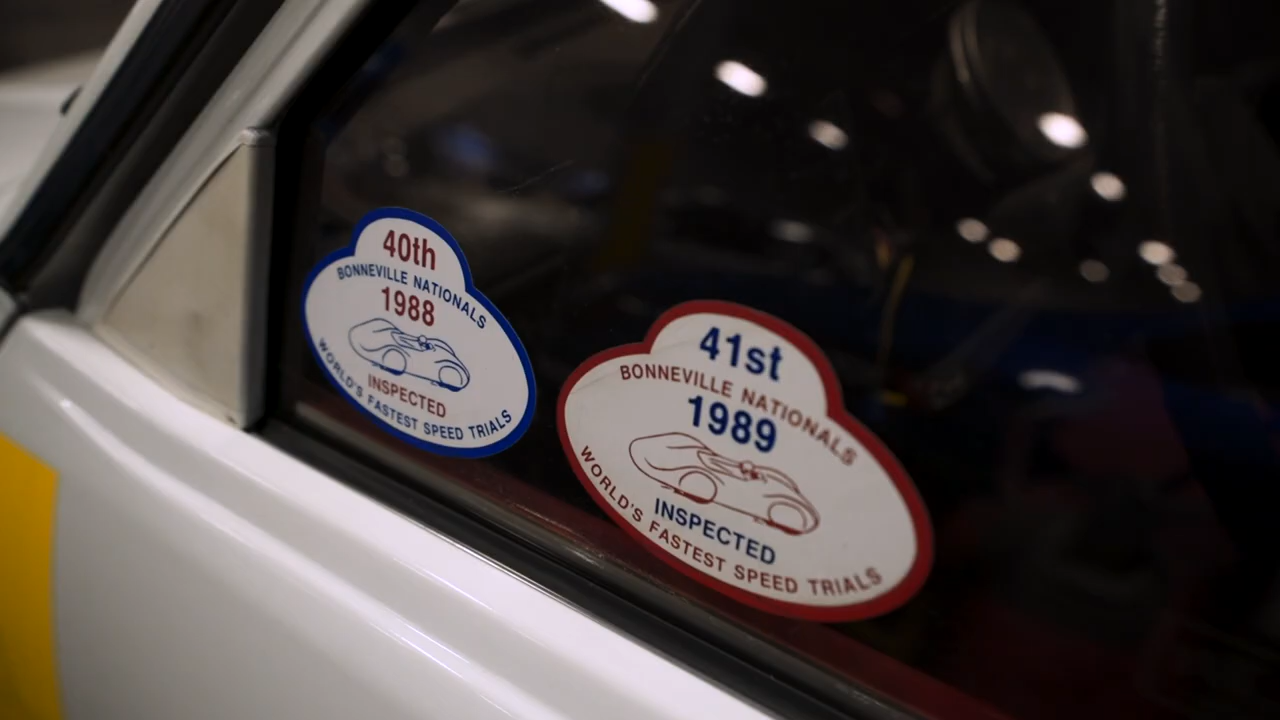 40th
BONNEVILLE NATIONALS
1988
INSPECTED
WORLD'S FASTEST SPEED TRIALS
41st
BONNEVILLE NATIONALS
1989
INSPECTED
WORLD'S FASTEST SPEED TRIALS